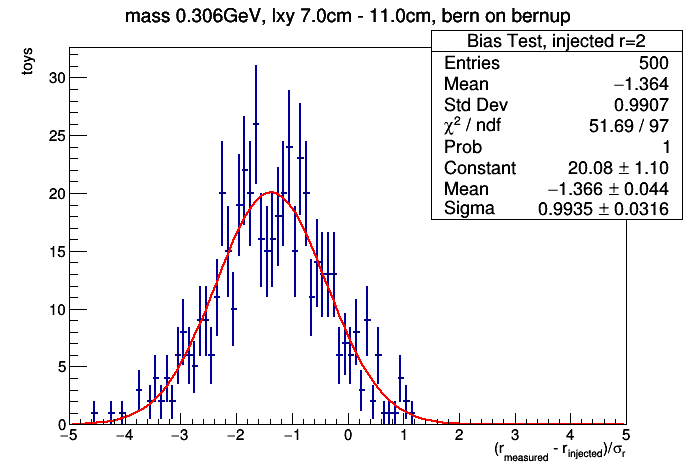 mass 0.306GeV, lxy 7.0cm - 11.0cm, bern on bernup
Bias Test, injected r=2
Entries 500
Mean −1.364
Std Dev 0.9907
χ² / ndf 51.69 / 97
Prob 1
Constant 20.08 ± 1.10
Mean −1.366 ± 0.044
Sigma 0.9935 ± 0.0316
toys
30
25
20
15
10
5
0
−5 −4 −3 −2 −1 0 1 2 3 4 5
(r_measured - r_injected)/σ_r